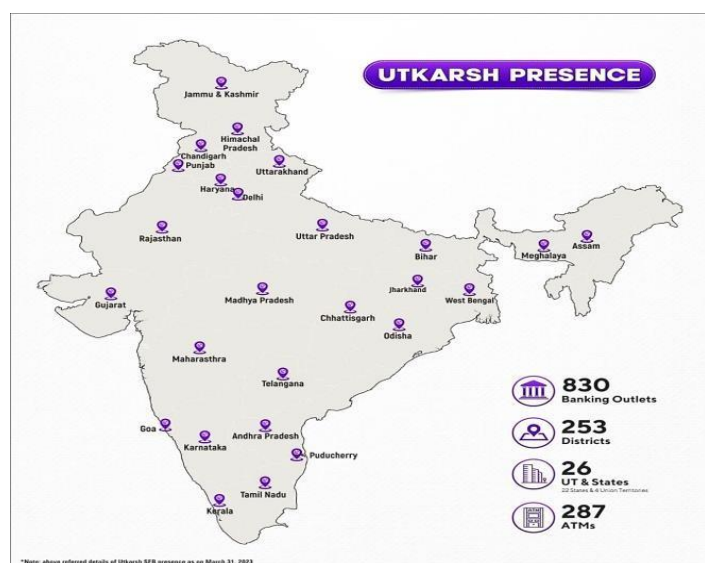 UTKARSH PRESENCE
Jammu & Kashmir
Himachal
Pradesh
Chandigarh
Punjab
Uttarakhand
Haryana
Delhi
Rajasthan
Uttar Pradesh
Bihar
Meghalaya
Assam
Gujarat
Madhya Pradesh
Jharkhand
West Bengal
Chhattisgarh
Odisha
Maharasthra
Telangana
830
Banking Outlets
253
Districts
Goa
Karnataka
Andhra Pradesh
Puducherry
26
UT & States
22 States & 4 Union Territories
Tamil Nadu
Kerala
287
ATMs
*Note: above referred details of Utkarsh SFB presence as on March 31, 2023